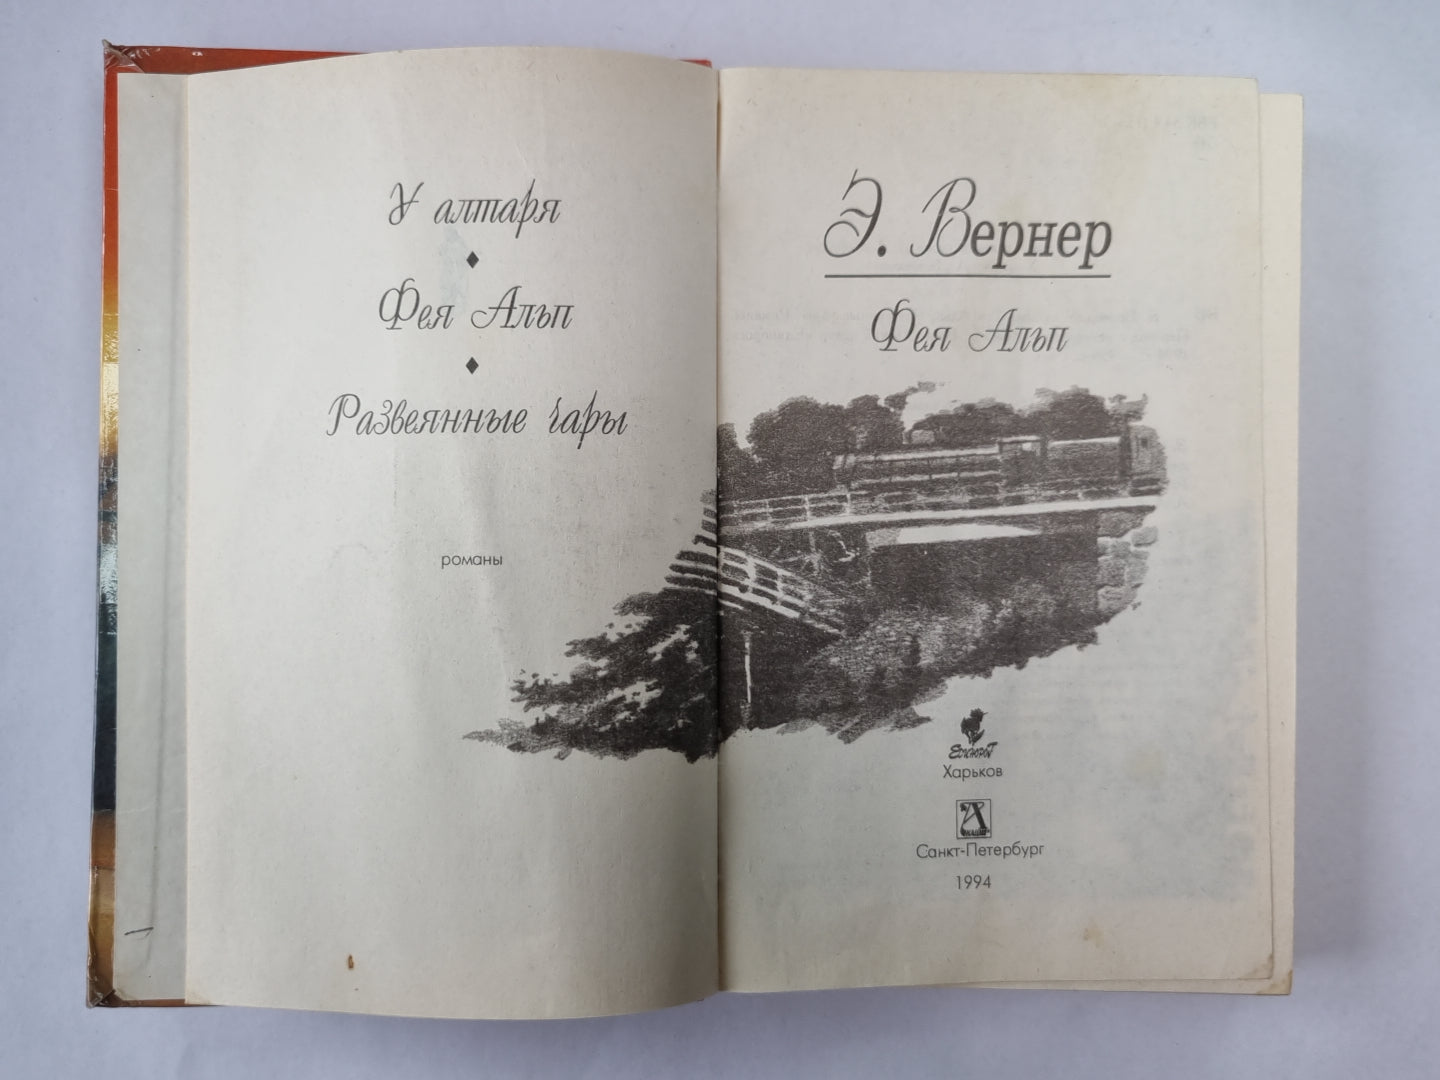 У алтаря
Фея Альп
Развеянные чары
романы
Э. Вернер
Фея Альп
Харьков
Санкт-Петербург
1994